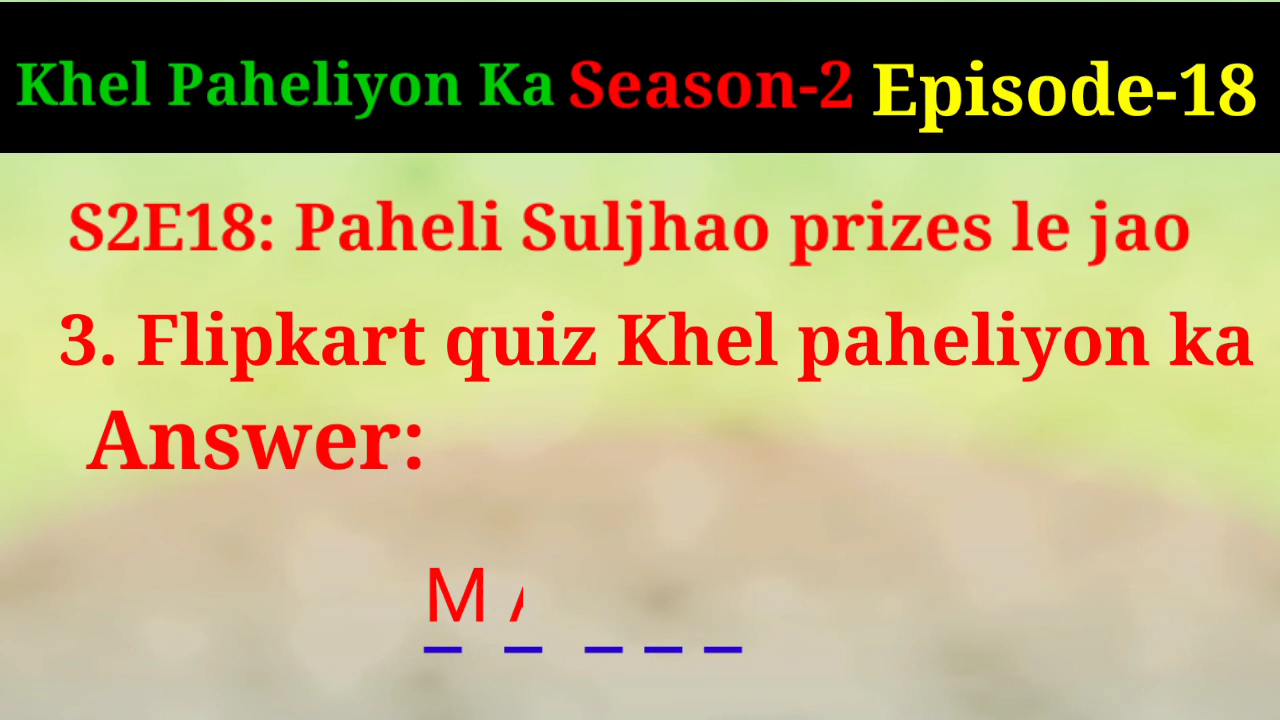 Khel Paheliyon Ka Season-2 Episode-18
S2E18: Paheli Suljhao prizes le jao
3. Flipkart quiz Khel paheliyon ka
Answer:
M